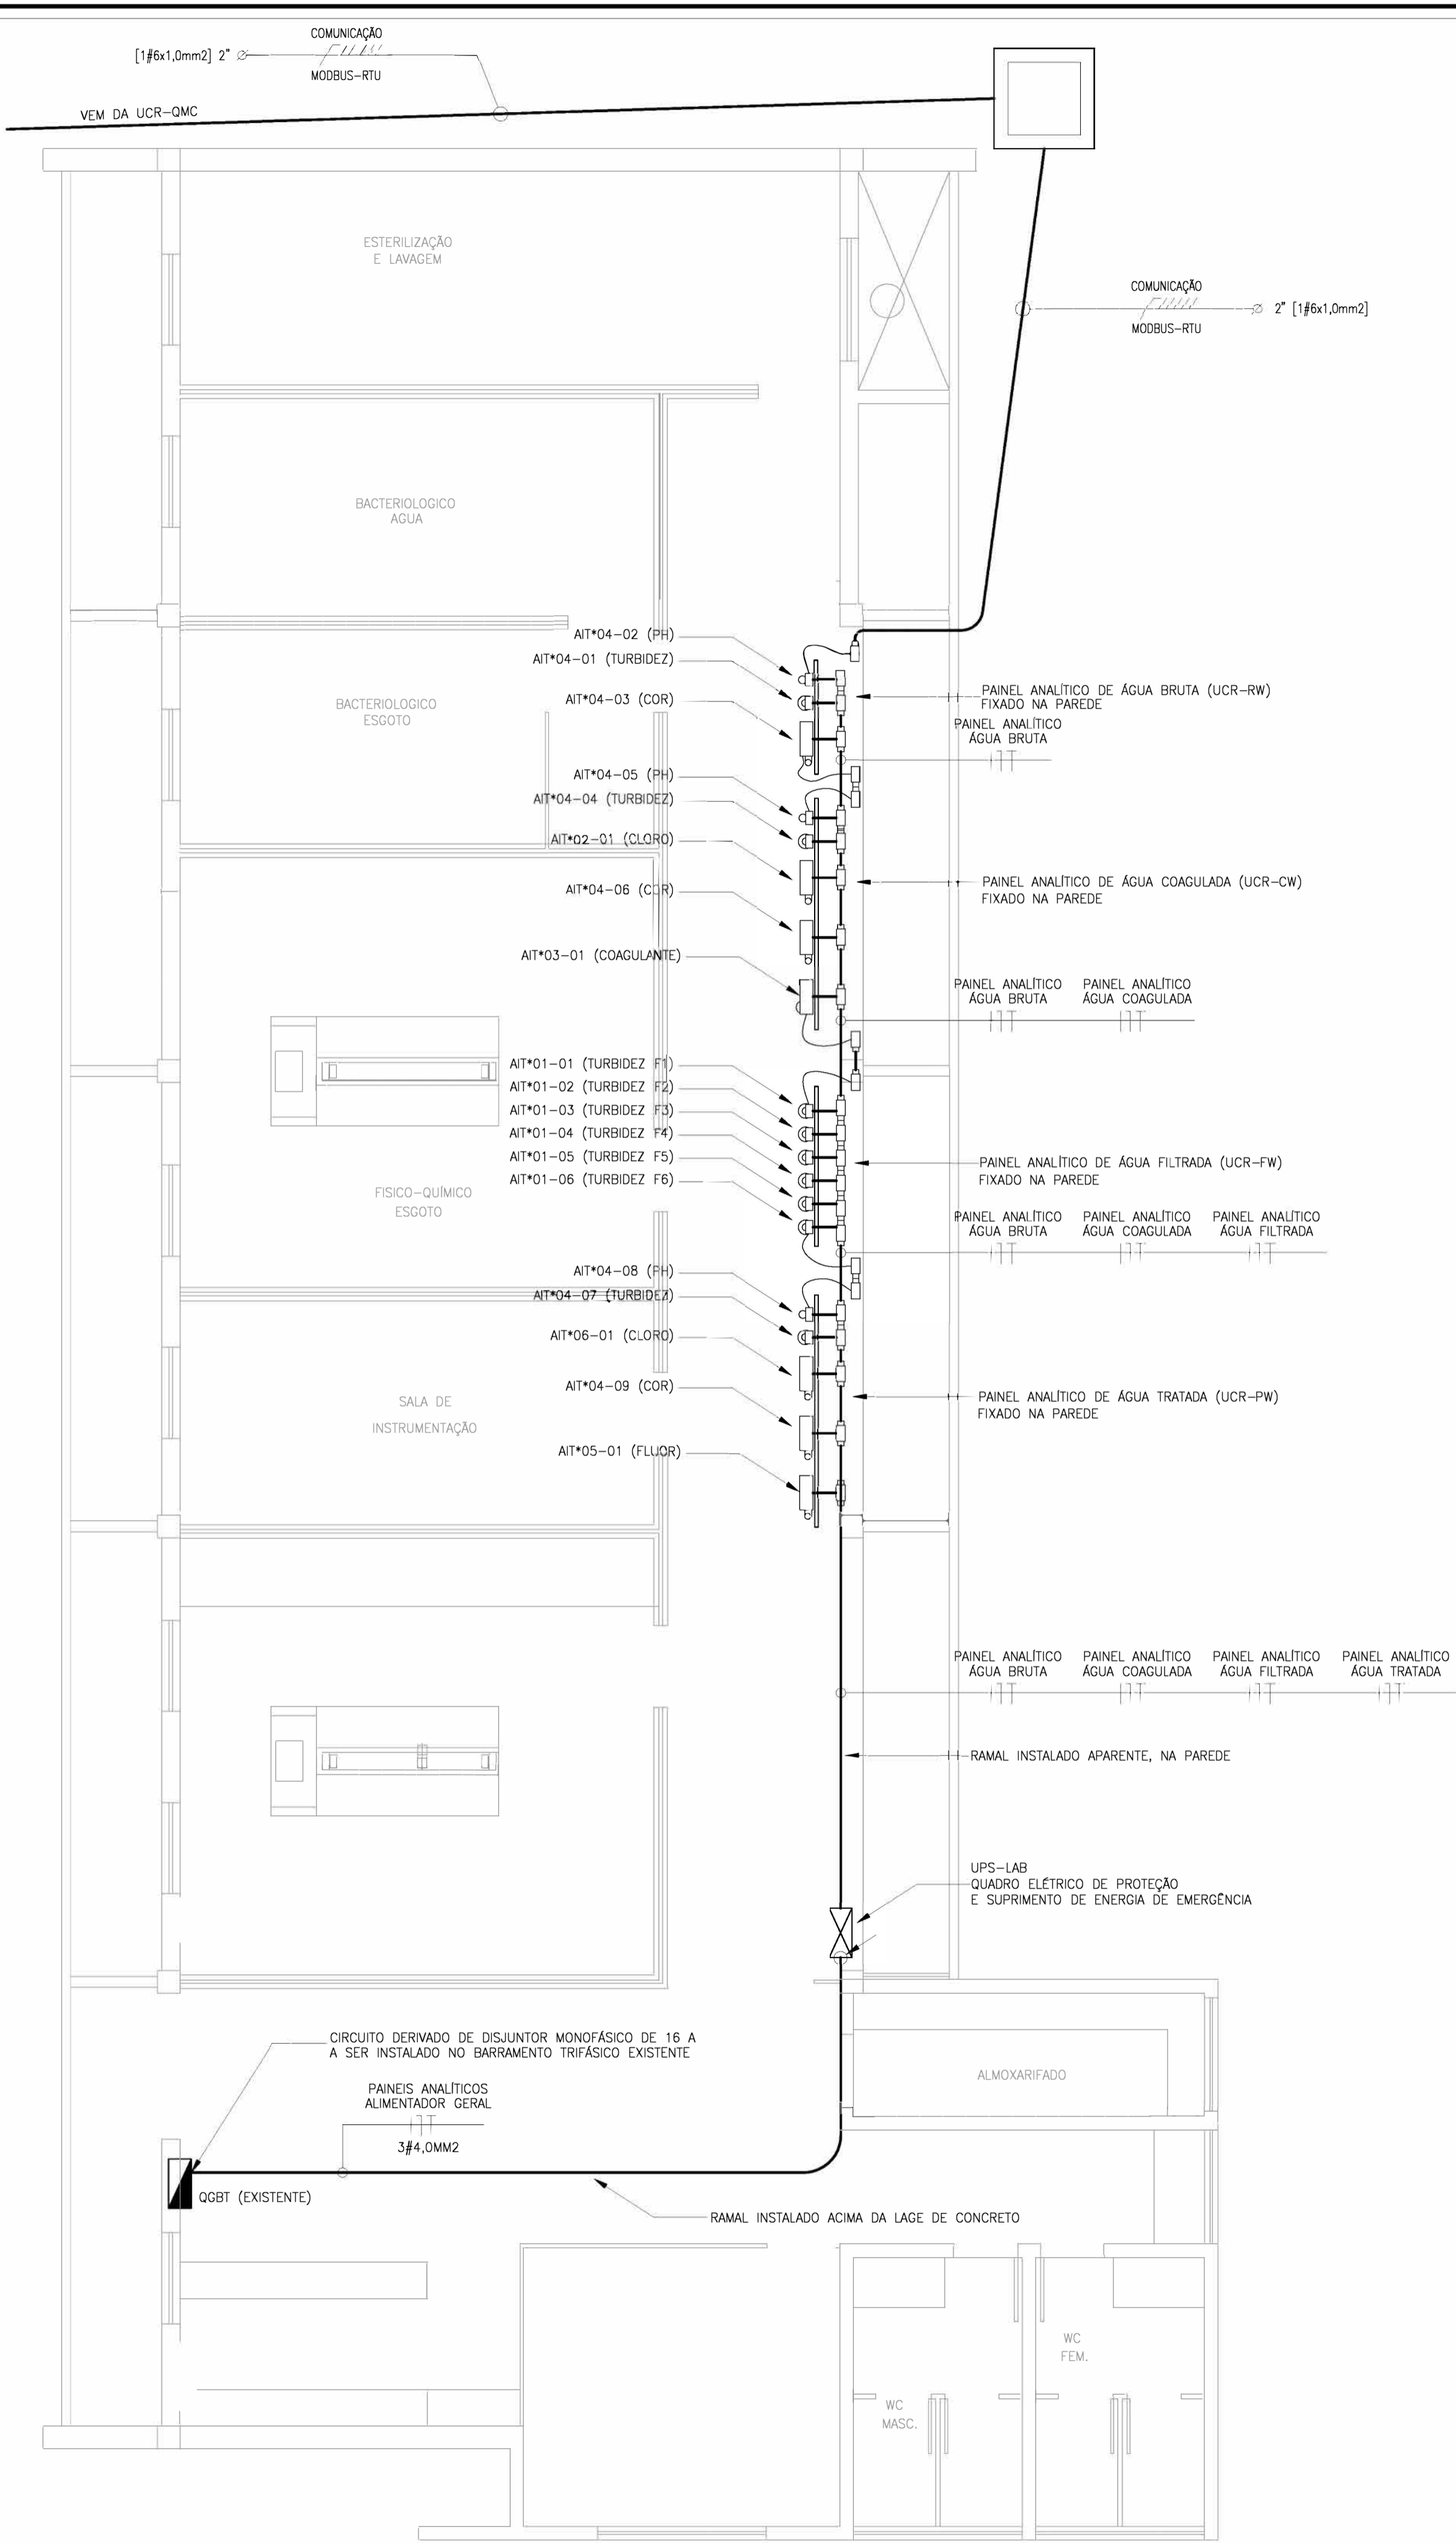 COMUNICAÇÃO
[1#6x1,0mm2] 2" ⌀
MODBUS-RTU
VEM DA UCR-QMC
ESTERILIZAÇÃO
E LAVAGEM
COMUNICAÇÃO
⌀ 2" [1#6x1,0mm2]
MODBUS-RTU
BACTERIOLOGICO
AGUA
AIT*04-02 (PH)
AIT*04-01 (TURBIDEZ)
AIT*04-03 (COR)
BACTERIOLOGICO
ESGOTO
PAINEL ANALÍTICO DE ÁGUA BRUTA (UCR-RW)
FIXADO NA PAREDE
PAINEL ANALÍTICO
ÁGUA BRUTA
AIT*04-05 (PH)
AIT*04-04 (TURBIDEZ)
AIT*02-01 (CLORO)
AIT*04-06 (COR)
AIT*03-01 (COAGULANTE)
PAINEL ANALÍTICO DE ÁGUA COAGULADA (UCR-CW)
FIXADO NA PAREDE
PAINEL ANALÍTICO PAINEL ANALÍTICO
ÁGUA BRUTA ÁGUA COAGULADA
AIT*01-01 (TURBIDEZ F1)
AIT*01-02 (TURBIDEZ F2)
AIT*01-03 (TURBIDEZ F3)
AIT*01-04 (TURBIDEZ F4)
AIT*01-05 (TURBIDEZ F5)
AIT*01-06 (TURBIDEZ F6)
FISICO-QUÍMICO
ESGOTO
PAINEL ANALÍTICO DE ÁGUA FILTRADA (UCR-FW)
FIXADO NA PAREDE
PAINEL ANALÍTICO PAINEL ANALÍTICO PAINEL ANALÍTICO
ÁGUA BRUTA ÁGUA COAGULADA ÁGUA FILTRADA
AIT*04-08 (PH)
AIT*04-07 (TURBIDEZ)
AIT*06-01 (CLORO)
AIT*04-09 (COR)
AIT*05-01 (FLUOR)
SALA DE
INSTRUMENTAÇÃO
PAINEL ANALÍTICO DE ÁGUA TRATADA (UCR-PW)
FIXADO NA PAREDE
PAINEL ANALÍTICO PAINEL ANALÍTICO PAINEL ANALÍTICO PAINEL ANALÍTICO
ÁGUA BRUTA ÁGUA COAGULADA ÁGUA FILTRADA ÁGUA TRATADA
RAMAL INSTALADO APARENTE, NA PAREDE
UPS-LAB
QUADRO ELÉTRICO DE PROTEÇÃO
E SUPRIMENTO DE ENERGIA DE EMERGÊNCIA
CIRCUITO DERIVADO DE DISJUNTOR MONOFÁSICO DE 16 A
A SER INSTALADO NO BARRAMENTO TRIFÁSICO EXISTENTE
ALMOXARIFADO
PAINEIS ANALÍTICOS
ALIMENTADOR GERAL
3#4,0MM2
QGBT (EXISTENTE)
RAMAL INSTALADO ACIMA DA LAGE DE CONCRETO
WC
FEM.
WC
MASC.